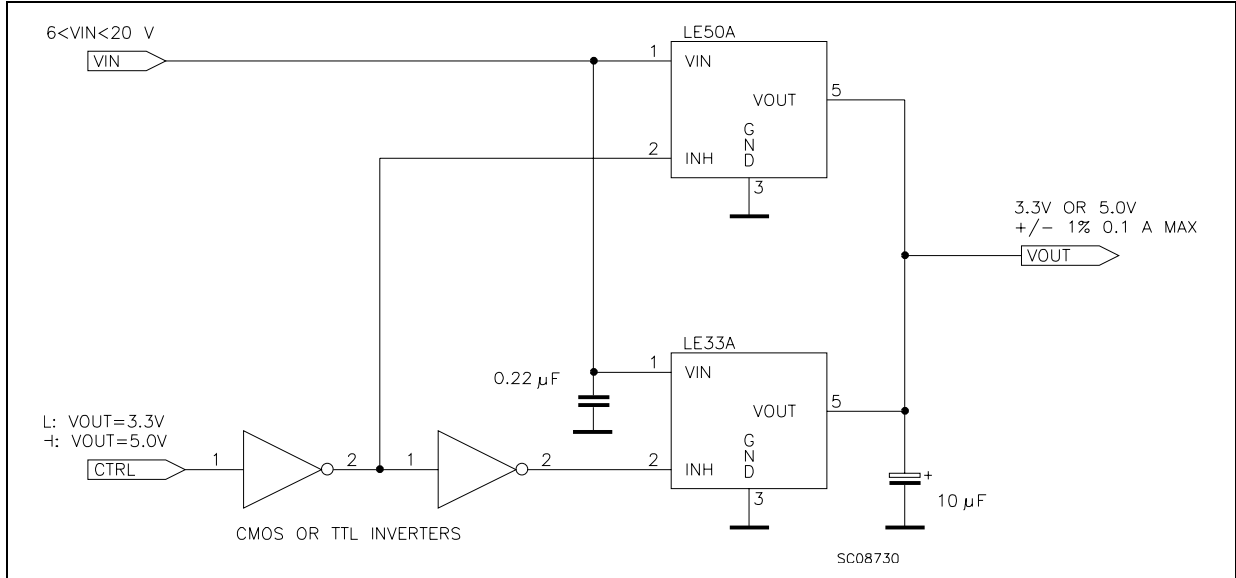 6<VIN<20 V
VIN
LE50A
1
VIN
VOUT
5
2
INH
GND
3
3.3V OR 5.0V
+/- 1% 0.1 A MAX
VOUT
LE33A
1
VIN
0.22 µF
VOUT
5
L: VOUT=3.3V
H: VOUT=5.0V
CTRL
1
2
1
2
2
INH
GND
3
+
10 µF
CMOS OR TTL INVERTERS
SC08730